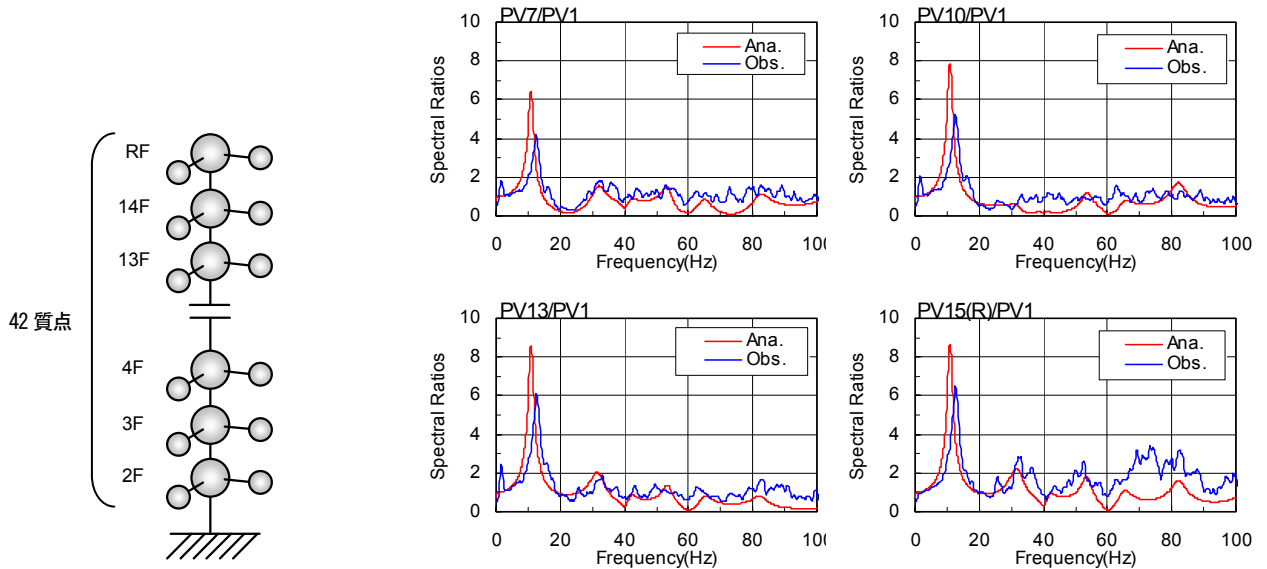 RF
14F
13F
42 質点
4F
3F
2F
PV7/PV1
Spectral Ratios
10
8
6
4
2
0
Ana.
Obs.
0 20 40 60 80 100
Frequency(Hz)
PV10/PV1
Spectral Ratios
10
8
6
4
2
0
Ana.
Obs.
0 20 40 60 80 100
Frequency(Hz)
PV13/PV1
Spectral Ratios
10
8
6
4
2
0
Ana.
Obs.
0 20 40 60 80 100
Frequency(Hz)
PV15(R)/PV1
Spectral Ratios
10
8
6
4
2
0
Ana.
Obs.
0 20 40 60 80 100
Frequency(Hz)